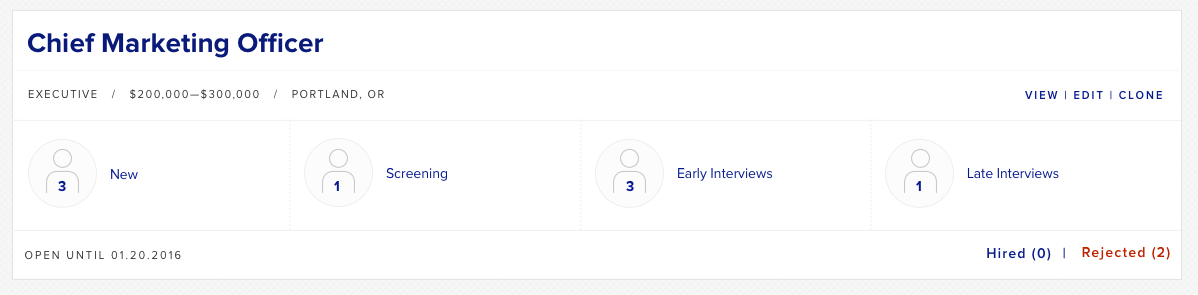 Chief Marketing Officer
EXECUTIVE / $200,000—$300,000 / PORTLAND, OR
VIEW | EDIT | CLONE
3 New
1 Screening
3 Early Interviews
1 Late Interviews
OPEN UNTIL 01.20.2016
Hired (0) | Rejected (2)